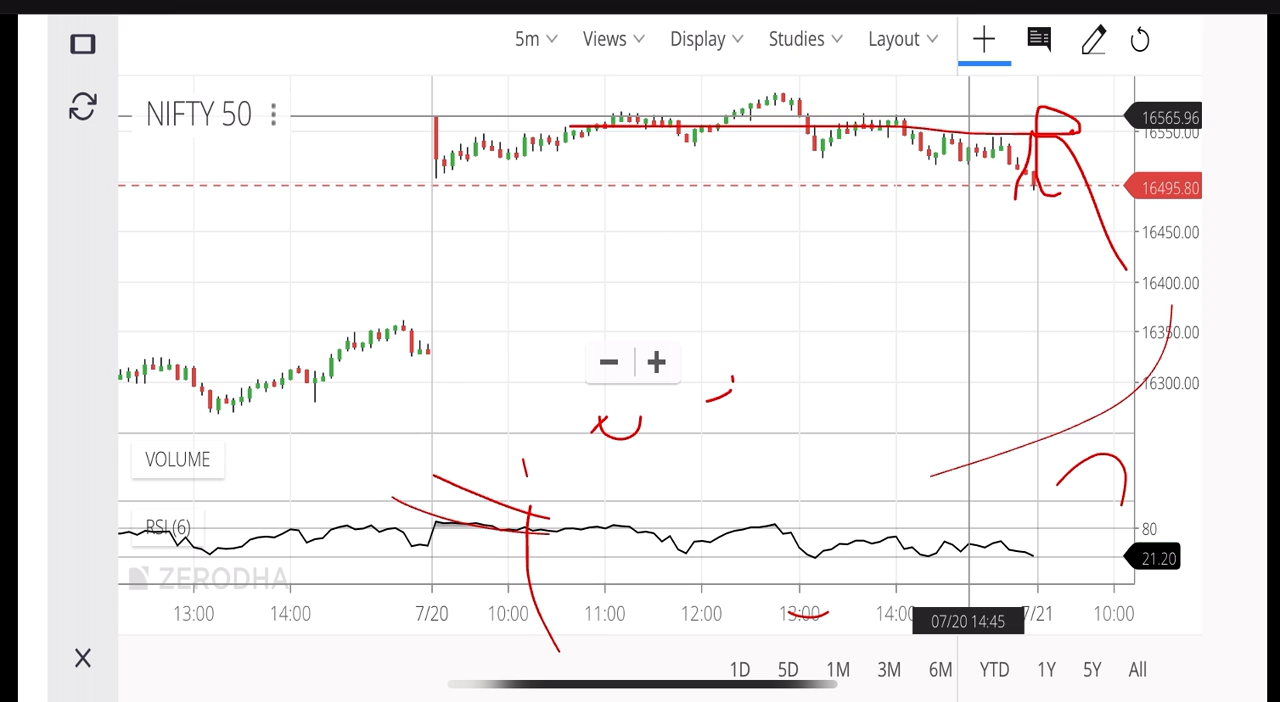 5m Views Display Studies Layout
NIFTY 50
16565.96
16550.00
16495.80
16450.00
16400.00
16350.00
16300.00
VOLUME
RSI(6)
80
21.20
ZERODHA
13:00 14:00 7/20 10:00 11:00 12:00 13:00 14:00 07/20 14:45 7/21 10:00
1D 5D 1M 3M 6M YTD 1Y 5Y All